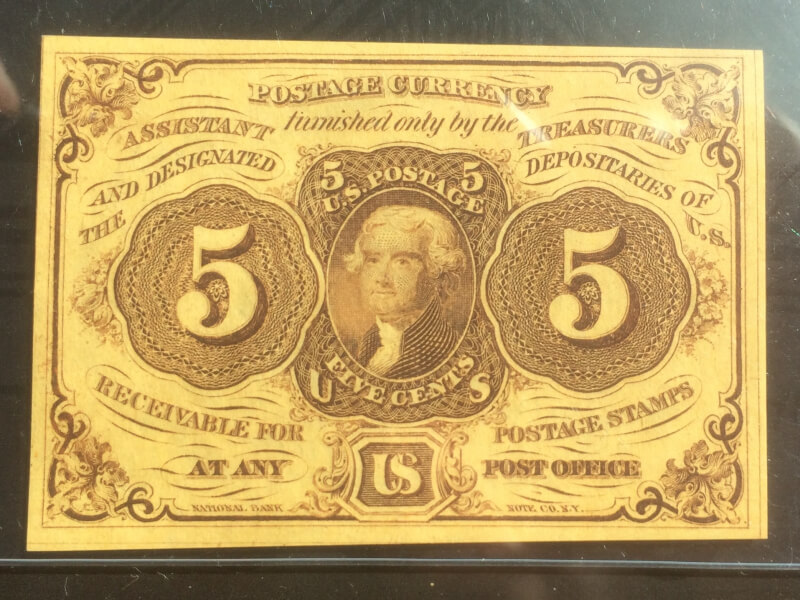 POSTAGE CURRENCY
furnished only by the
ASSISTANT TREASURERS
AND DESIGNATED DEPOSITARIES OF
THE U.S.
5 5
U.S. POSTAGE
5 5
FIVE CENTS
U S
RECEIVABLE FOR POSTAGE STAMPS
AT ANY US POST OFFICE
NATIONAL BANK NOTE CO. N.Y.